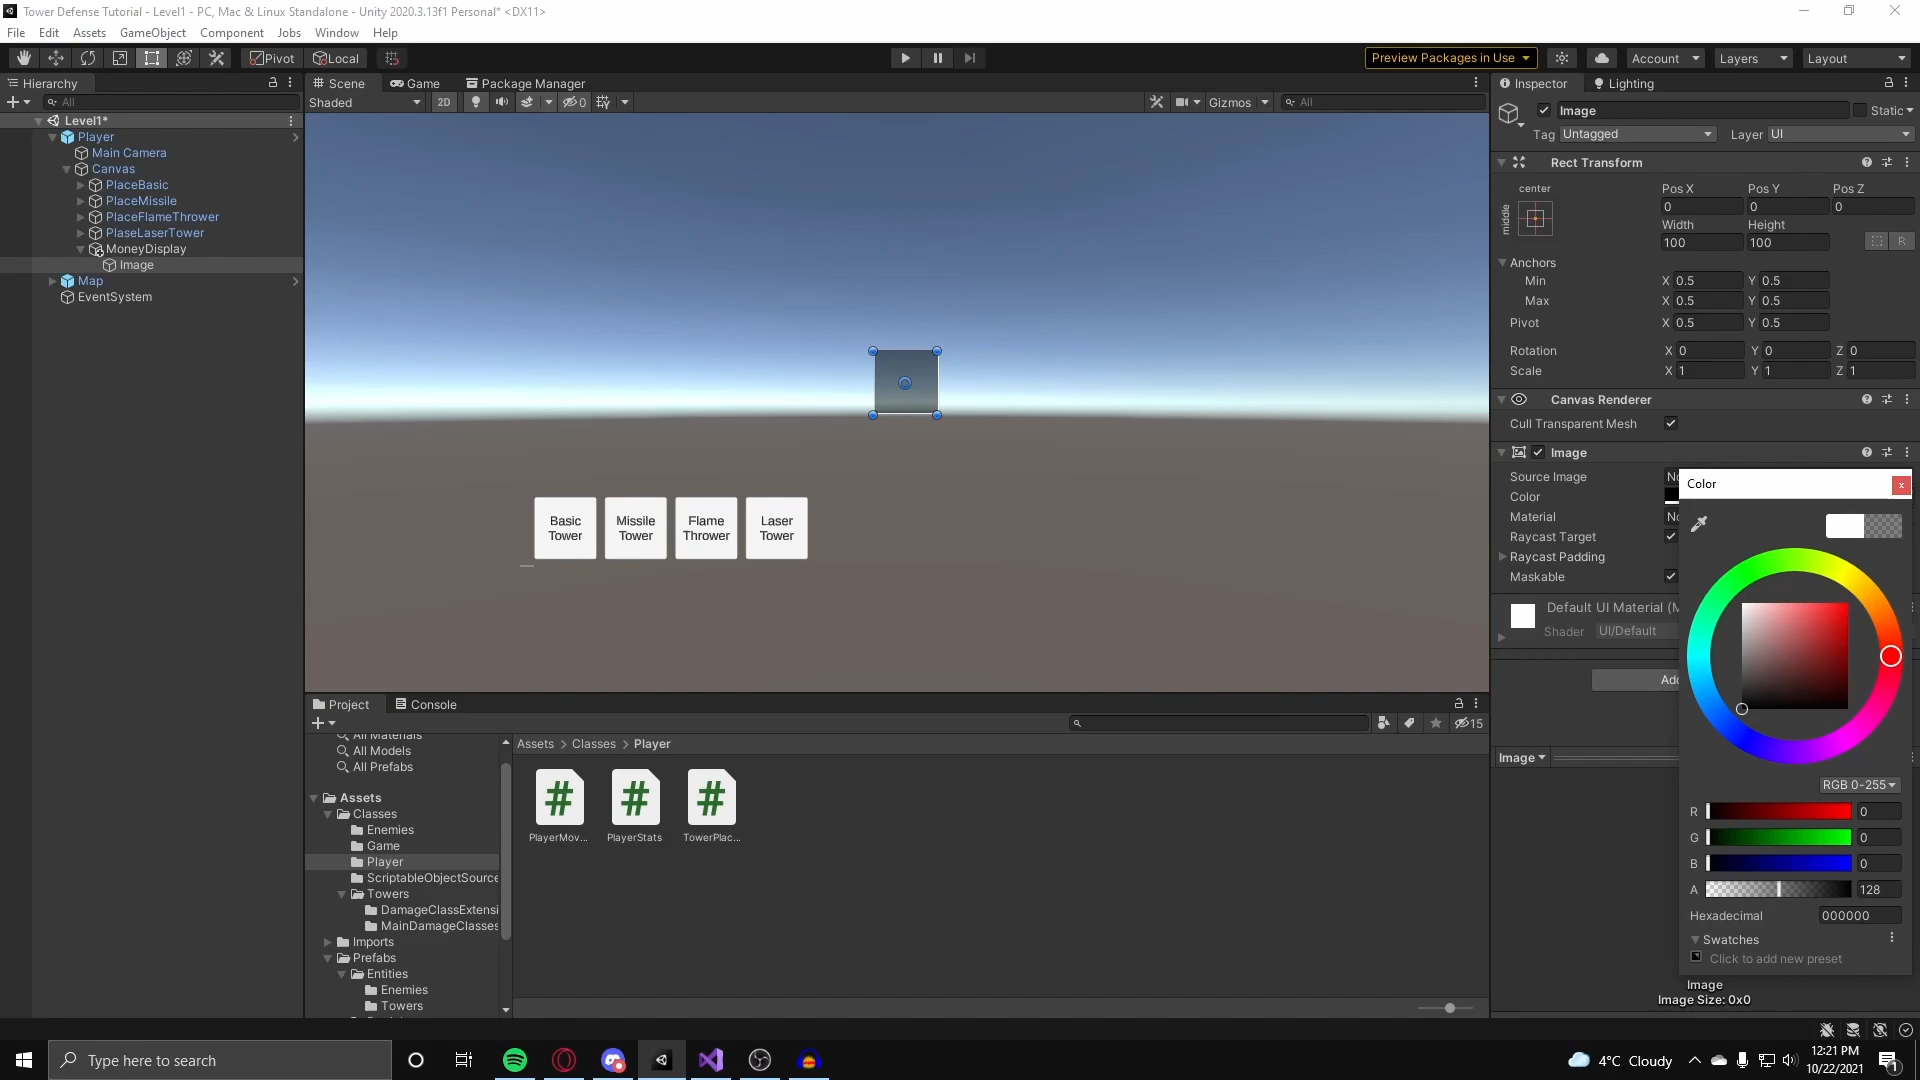 Tower Defense Tutorial - Level1 - PC, Mac & Linux Standalone - Unity 2020.3.13f1 Personal* <DX11>
File Edit Assets GameObject Component Jobs Window Help
Pivot Local Preview Packages in Use Account Layers Layout
Hierarchy Scene Game Package Manager Inspector Lighting
All Shaded 2D 0 Gizmos All
Image Static
Tag Untagged Layer UI
Level1*
Player
Main Camera
Canvas
PlaceBasic
PlaceMissile
PlaceFlameThrower
PlaseLaserTower
MoneyDisplay
Image
Map
EventSystem
Basic Tower
Missile Tower
Flame Thrower
Laser Tower
Rect Transform
center
middle
Pos X Pos Y Pos Z
0 0 0
Width Height
100 100 R
Anchors
Min X 0.5 Y 0.5
Max X 0.5 Y 0.5
Pivot X 0.5 Y 0.5
Rotation X 0 Y 0 Z 0
Scale X 1 Y 1 Z 1
Canvas Renderer
Cull Transparent Mesh
Image
Source Image
Color
Material
Raycast Target
Raycast Padding
Maskable
Default UI Material (M
Shader UI/Default
Image
Color
x
RGB 0-255
R 0
G 0
B 0
A 128
Hexadecimal 000000
Swatches
Click to add new preset
Image
Image Size: 0x0
Project Console
15
All Materials
All Models
All Prefabs
Assets
Classes
Enemies
Game
Player
ScriptableObjectSource
Towers
DamageClassExtensi
MainDamageClasses
Imports
Prefabs
Entities
Enemies
Towers
Assets > Classes > Player
PlayerMov... PlayerStats TowerPlac...
Type here to search
4°C Cloudy
12:21 PM
10/22/2021
1